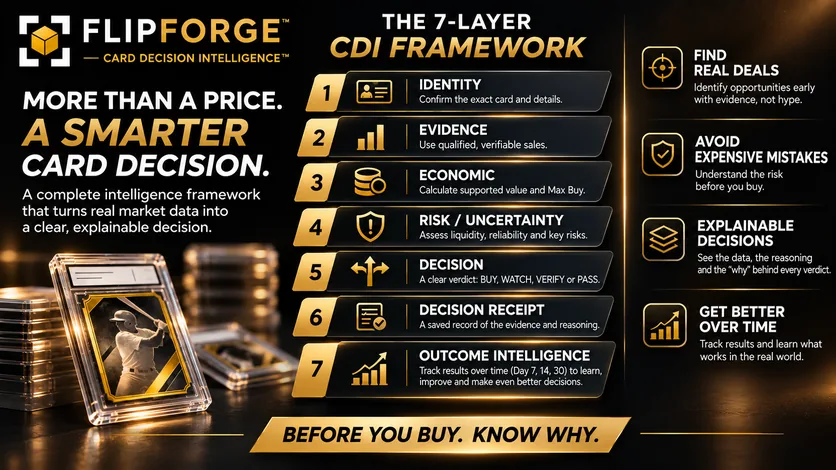 FLIPFORGE™
CARD DECISION INTELLIGENCE™
MORE THAN A PRICE.
A SMARTER
CARD DECISION.
A complete intelligence framework
that turns real market data into
a clear, explainable decision.
THE 7-LAYER
CDI FRAMEWORK
1
IDENTITY
Confirm the exact card and details.
2
EVIDENCE
Use qualified, verifiable sales.
3
ECONOMIC
Calculate supported value and Max Buy.
4
RISK / UNCERTAINTY
Assess liquidity, reliability and key risks.
5
DECISION
A clear verdict: BUY, WATCH, VERIFY or PASS.
6
DECISION RECEIPT
A saved record of the evidence and reasoning.
7
OUTCOME INTELLIGENCE
Track results over time (Day 7, 14, 30) to learn,
improve and make even better decisions.
FIND
REAL DEALS
Identify opportunities early
with evidence, not hype.
AVOID
EXPENSIVE MISTAKES
Understand the risk
before you buy.
EXPLAINABLE
DECISIONS
See the data, the reasoning
and the "why" behind every verdict.
GET BETTER
OVER TIME
Track results and learn what
works in the real world.
BEFORE YOU BUY. KNOW WHY.